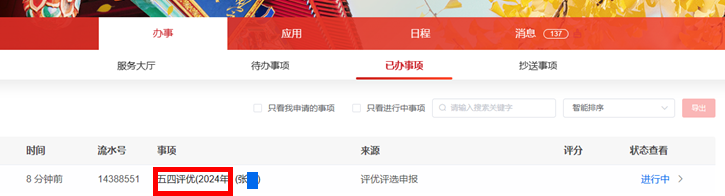 办事 应用 日程 消息 137
服务大厅 待办事项 已办事项 抄送事项
只看我申请的事项 只看进行中事项 请输入搜索关键字 智能排序 导出
时间 流水号 事项 来源 评分 状态查看
8 分钟前 14388551 五四评优(2024年 (张 评优评选申报 进行中